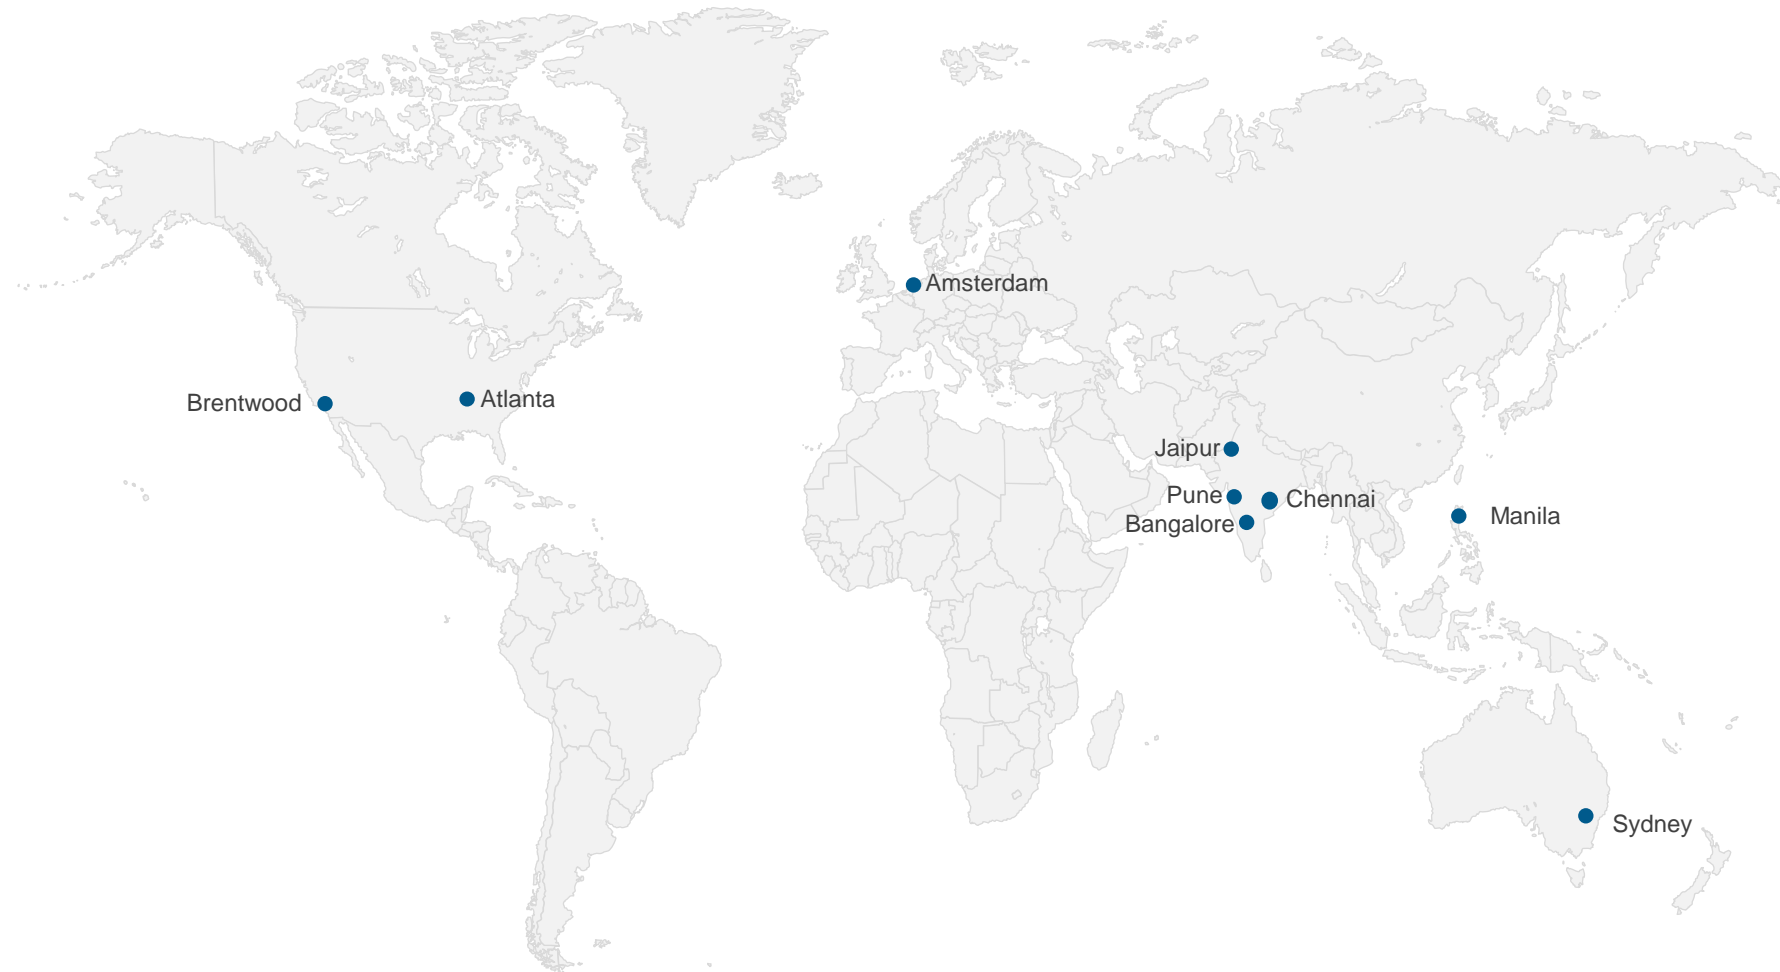 Amsterdam
Brentwood
Atlanta
Jaipur
Pune
Chennai
Bangalore
Manila
Sydney